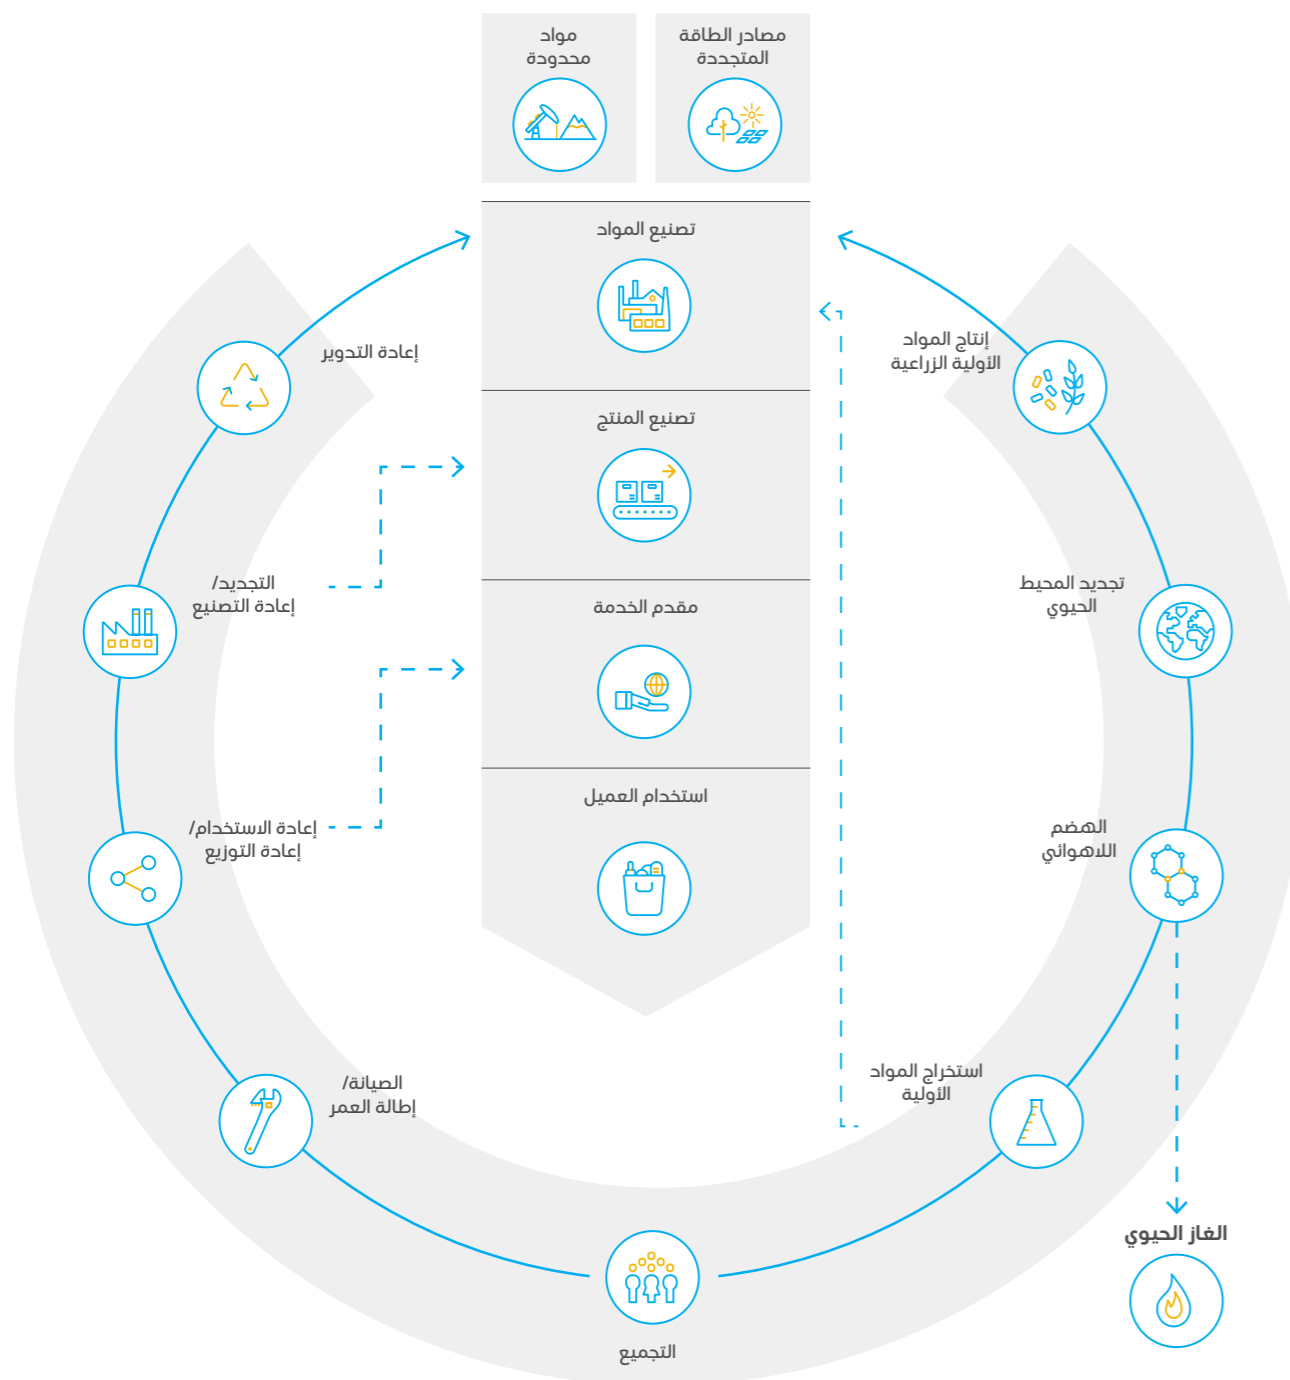 مصادر الطاقة
المتجددة
مواد
محدودة
تصنيع المواد
تصنيع المنتج
مقدم الخدمة
استخدام العميل
إنتاج المواد
الأولية الزراعية
تجديد المحيط
الحيوي
الهضم
اللاهوائي
استخراج المواد
الأولية
الغاز الحيوي
التجميع
إعادة التدوير
التجديد/
إعادة التصنيع
إعادة الاستخدام/
إعادة التوزيع
الصيانة/
إطالة العمر